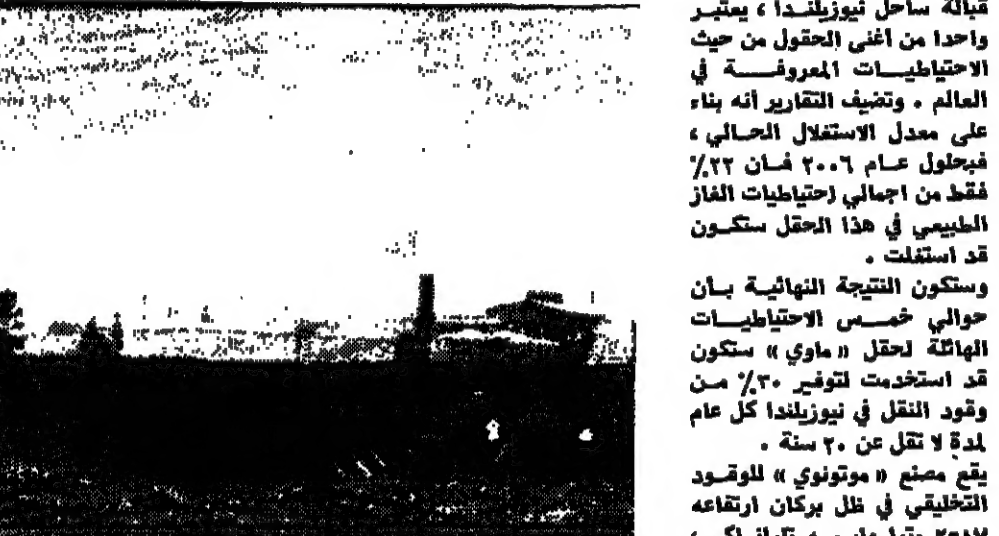 قبالة ساحل نيوزيلندا ، يعتبر
واحدا من أغنى الحقول من حيث
الاحتياطيات المعروفة في
العالم . وتضيف التقارير أنه بناء
على معدل الاستغلال الحالي ،
فبحلول عام ٢٠٠٦ فان ٢٢٪
فقط من اجمالي إحتياطيات الغاز
الطبيعي في هذا الحقل ستكون
قد استغلت .
وستكون النتيجة النهائية بأن
حوالي خمس الاحتياطيات
الهائلة لحقل « ماوي » ستكون
قد استخدمت لتوفير ٣٠٪ من
وقود النقل في نيوزيلندا كل عام
لمدة لا تقل عن ٢٠ سنة .
يقع مصنع « موتونوي » للوقود
التخليقي في ظل بركان ارتفاعه